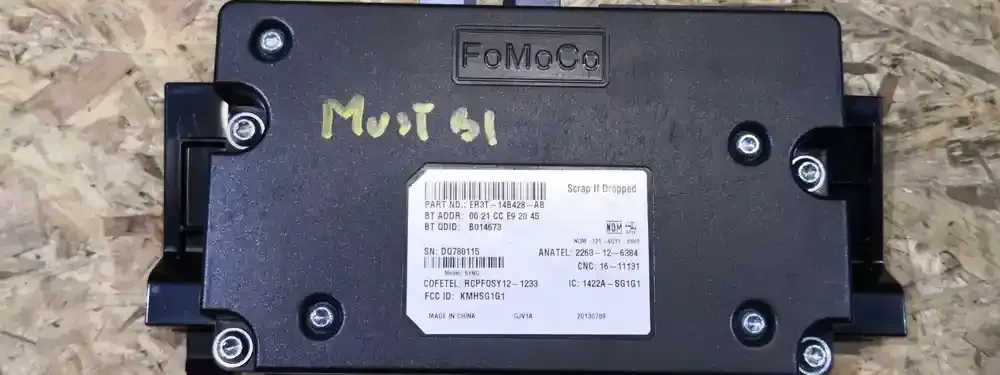 FoMoCo
MUST 51
Scrap If Dropped
PART NO.: ER3T-14B428-AB
BT ADDR: 00 21 CC E9 20 45
BT QDID: B014673
NOM
SN: DQ780115
ANATEL: 2263-12-6384
Model: SYNC
CNC: 16-11131
COFETEL: RCPFOSY12-1233
IC: 1422A-SG1G1
FCC ID: KMHSG1G1
MADE IN CHINA
GJV1A
20130709